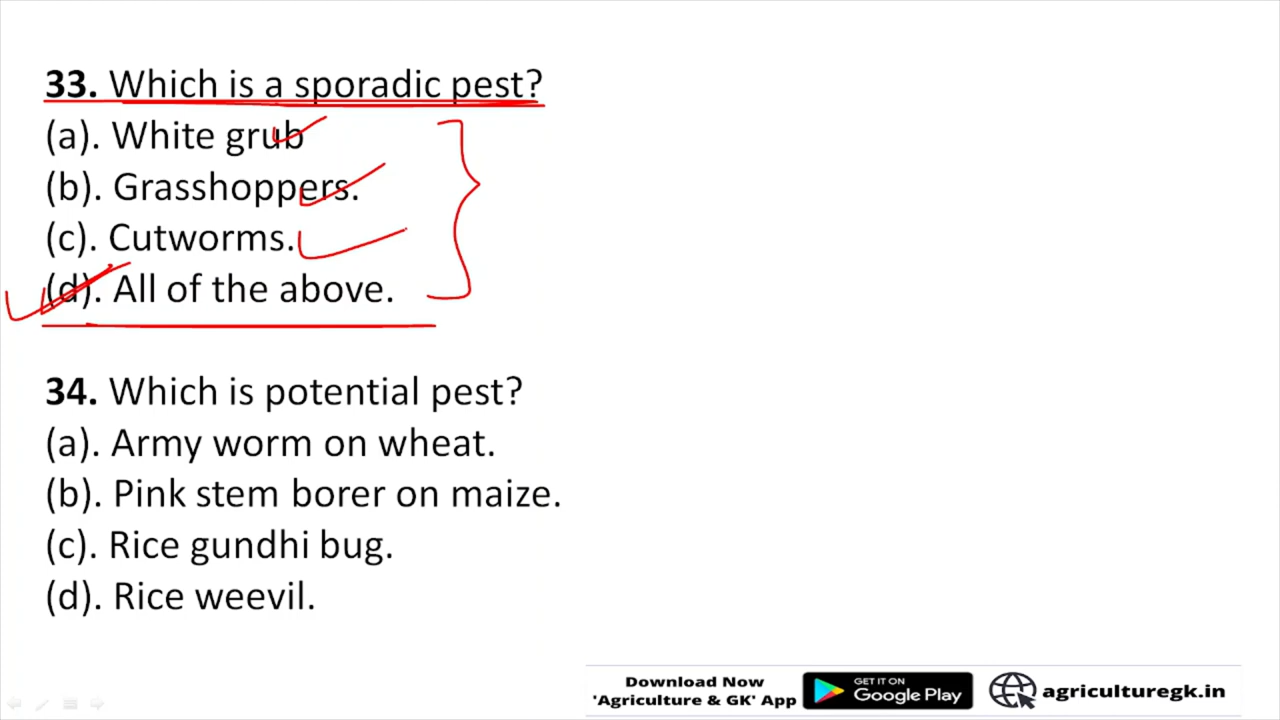 33. Which is a sporadic pest?
(a). White grub
(b). Grasshoppers.
(c). Cutworms.
(d). All of the above.
34. Which is potential pest?
(a). Army worm on wheat.
(b). Pink stem borer on maize.
(c). Rice gundhi bug.
(d). Rice weevil.
Download Now
'Agriculture & GK' App
GET IT ON
Google Play
agriculturegk.in